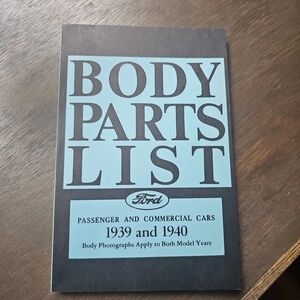 BODY
PARTS
LIST
Ford
PASSENGER AND COMMERCIAL CARS
1939 and 1940
Body Photographs Apply to Both Model Years